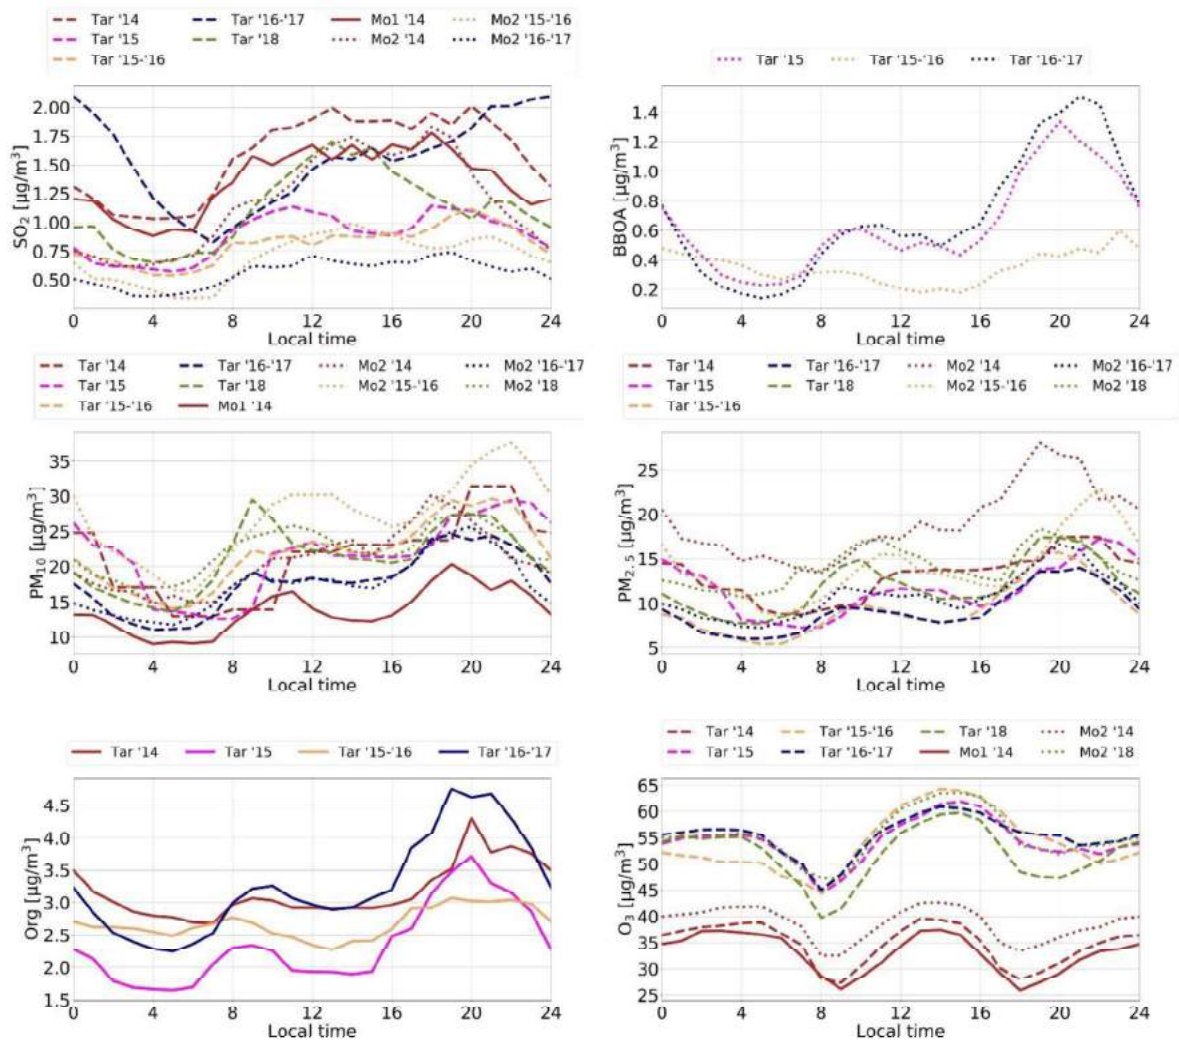 Tar '14 Tar '16-'17 Mo1 '14 Mo2 '15-'16
Tar '15 Tar '18 Mo2 '14 Mo2 '16-'17
Tar '15-'16
SO2 [µg/m³]
2.00
1.75
1.50
1.25
1.00
0.75
0.50
0 4 8 12 16 20 24
Local time
Tar '15 Tar '15-'16 Tar '16-'17
BBOA [µg/m³]
1.4
1.2
1.0
0.8
0.6
0.4
0.2
0 4 8 12 16 20 24
Local time
Tar '14 Tar '16-'17 Mo2 '14 Mo2 '16-'17
Tar '15 Tar '18 Mo2 '15-'16 Mo2 '18
Tar '15-'16 Mo1 '14
PM10 [µg/m³]
35
30
25
20
15
10
0 4 8 12 16 20 24
Local time
Tar '14 Tar '16-'17 Mo2 '14 Mo2 '16-'17
Tar '15 Tar '18 Mo2 '15-'16 Mo2 '18
Tar '15-'16
PM2.5 [µg/m³]
25
20
15
10
5
0 4 8 12 16 20 24
Local time
Tar '14 Tar '15 Tar '15-'16 Tar '16-'17
Org [µg/m³]
4.5
4.0
3.5
3.0
2.5
2.0
1.5
0 4 8 12 16 20 24
Local time
Tar '14 Tar '15-'16 Tar '18 Mo2 '14
Tar '15 Tar '16-'17 Mo1 '14 Mo2 '18
O3 [µg/m³]
65
60
55
50
45
40
35
30
25
0 4 8 12 16 20 24
Local time